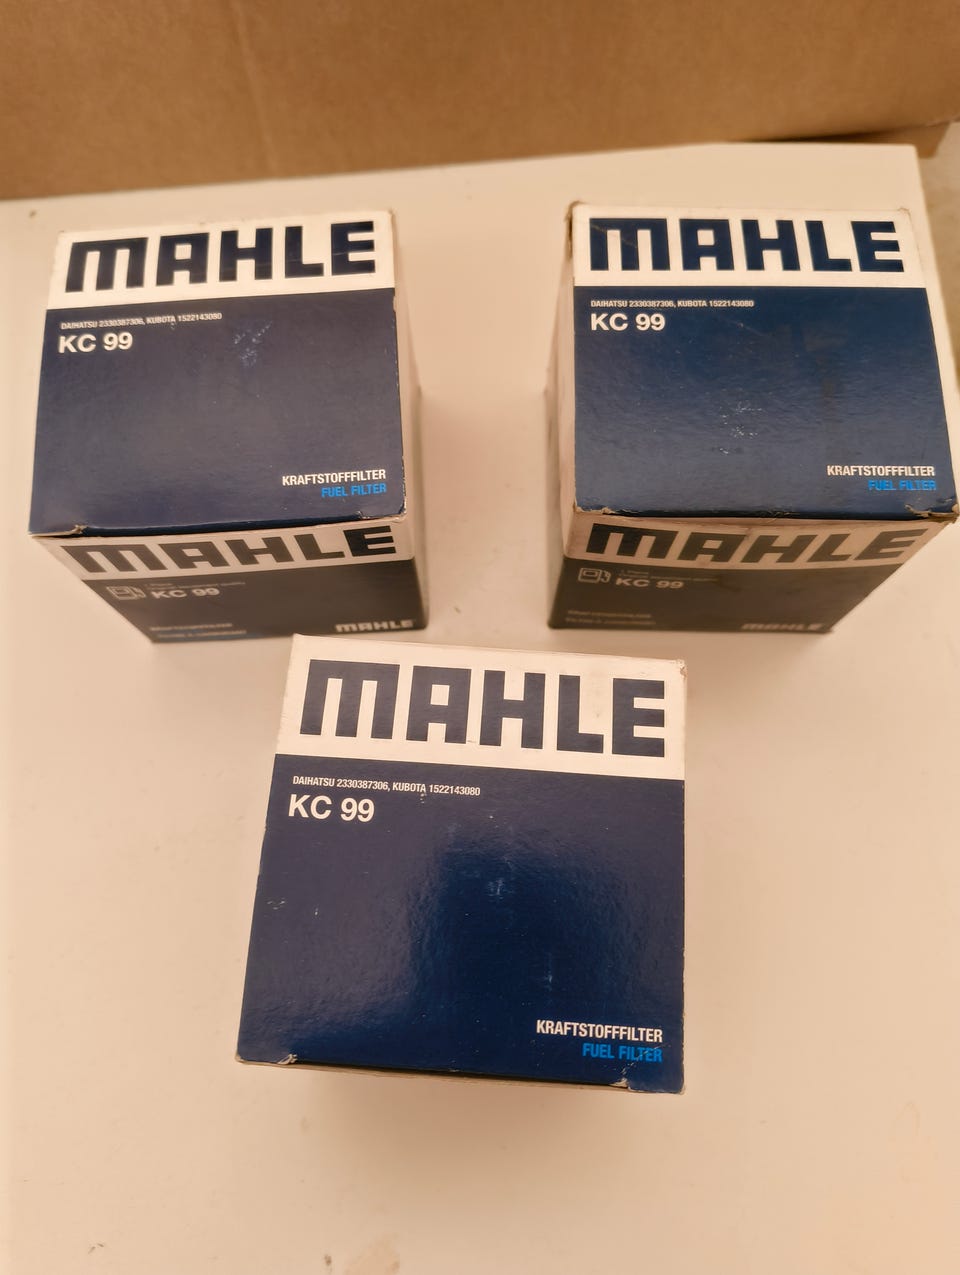 MAHLE
DAIHATSU 2330387306, KUBOTA 1522143080
KC 99
KRAFTSTOFFFILTER
FUEL FILTER
MAHLE
KC 99
MAHLE
MAHLE
DAIHATSU 2330387306, KUBOTA 1522143080
KC 99
KRAFTSTOFFFILTER
FUEL FILTER
MAHLE
KC 99
MAHLE
MAHLE
DAIHATSU 2330387306, KUBOTA 1522143080
KC 99
KRAFTSTOFFFILTER
FUEL FILTER